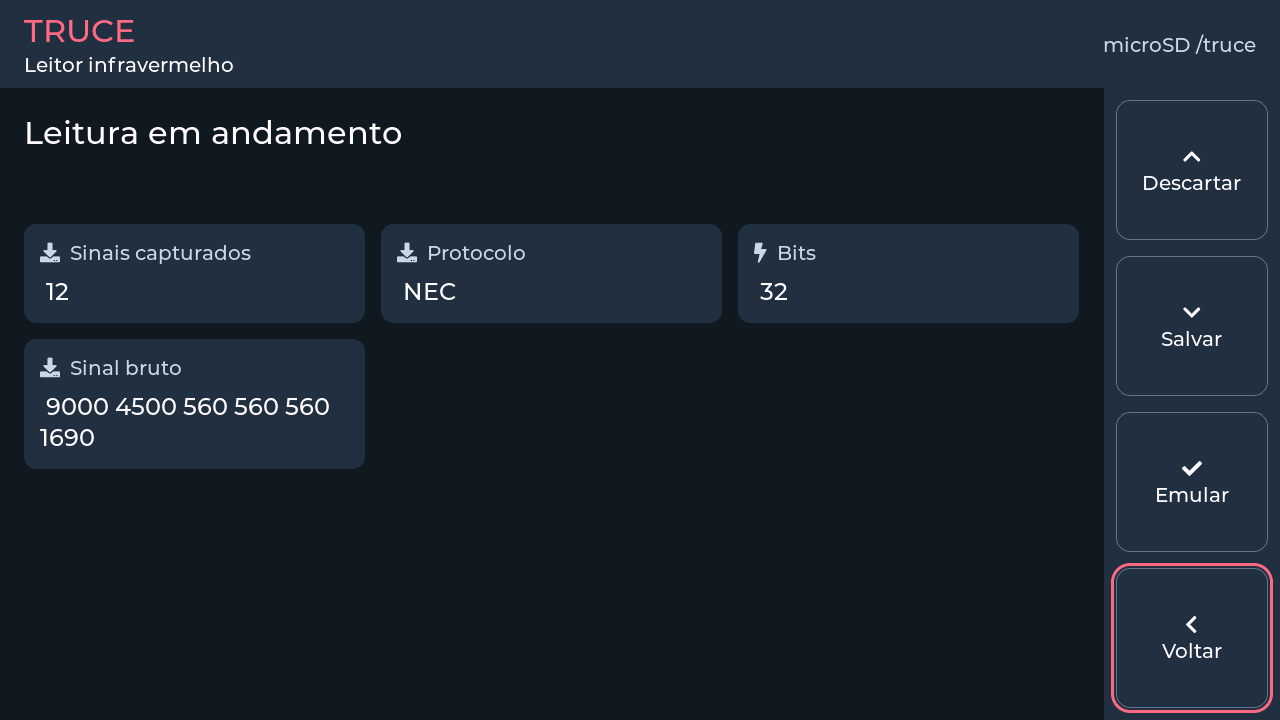 TRUCE
Leitor infravermelho
microSD /truce
Leitura em andamento
Sinais capturados
12
Protocolo
NEC
Bits
32
Sinal bruto
9000 4500 560 560 560
1690
Descartar
Salvar
Emular
Voltar